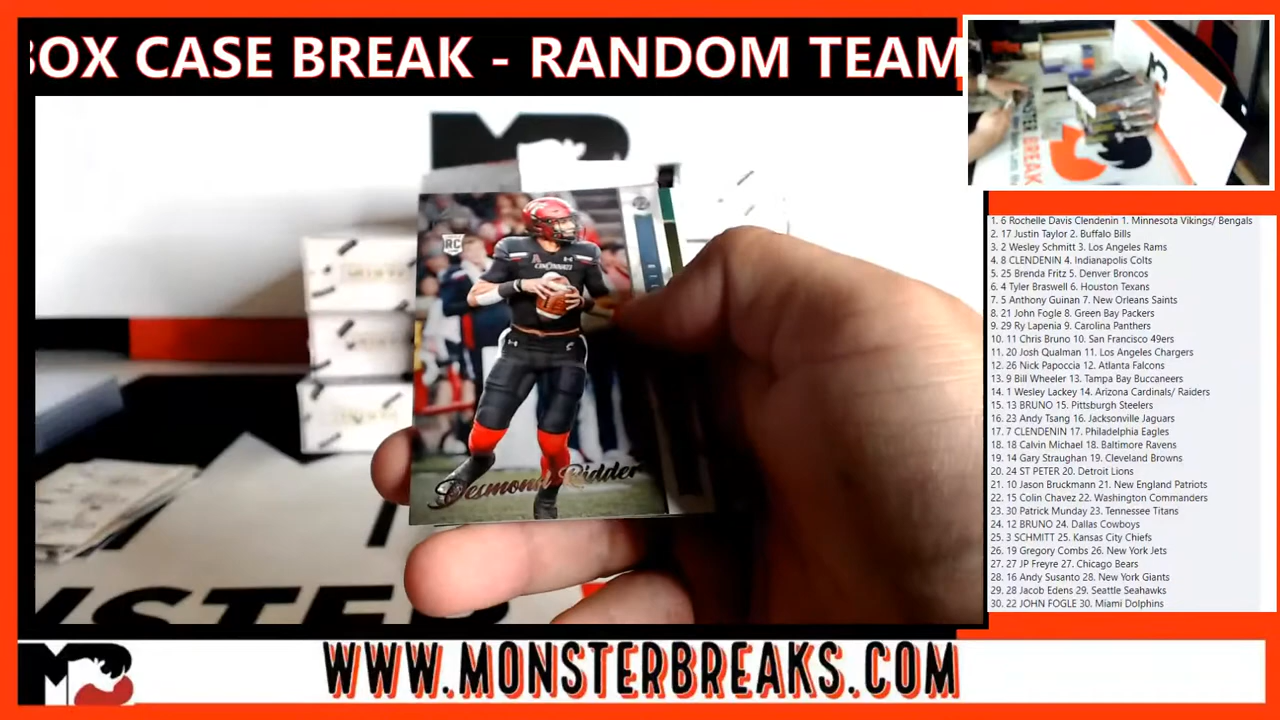 BOX CASE BREAK - RANDOM TEAM
1. 6 Rochelle Davis Clendenin 1. Minnesota Vikings/ Bengals
2. 17 Justin Taylor 2. Buffalo Bills
3. 2 Wesley Schmitt 3. Los Angeles Rams
4. 8 CLENDENIN 4. Indianapolis Colts
5. 25 Brenda Fritz 5. Denver Broncos
6. 4 Tyler Braswell 6. Houston Texans
7. 5 Anthony Guinan 7. New Orleans Saints
8. 21 John Fogle 8. Green Bay Packers
9. 29 Ry Lapenia 9. Carolina Panthers
10. 11 Chris Bruno 10. San Francisco 49ers
11. 20 Josh Qualman 11. Los Angeles Chargers
12. 26 Nick Papoccia 12. Atlanta Falcons
13. 9 Bill Wheeler 13. Tampa Bay Buccaneers
14. 1 Wesley Lackey 14. Arizona Cardinals/ Raiders
15. 13 BRUNO 15. Pittsburgh Steelers
16. 23 Andy Tsang 16. Jacksonville Jaguars
17. 7 CLENDENIN 17. Philadelphia Eagles
18. 18 Calvin Michael 18. Baltimore Ravens
19. 14 Gary Straughan 19. Cleveland Browns
20. 24 ST PETER 20. Detroit Lions
21. 10 Jason Bruckmann 21. New England Patriots
22. 15 Colin Chavez 22. Washington Commanders
23. 30 Patrick Munday 23. Tennessee Titans
24. 12 BRUNO 24. Dallas Cowboys
25. 3 SCHMITT 25. Kansas City Chiefs
26. 19 Gregory Combs 26. New York Jets
27. 27 JP Freyre 27. Chicago Bears
28. 16 Andy Susanto 28. New York Giants
29. 28 Jacob Edens 29. Seattle Seahawks
30. 22 JOHN FOGLE 30. Miami Dolphins
RC
CINCINNATI
Desmond Ridder
WWW.MONSTERBREAKS.COM